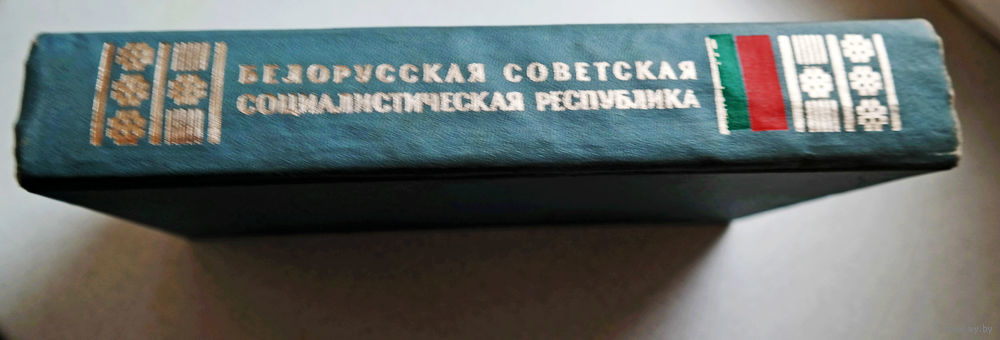 БЕЛОРУССКАЯ СОВЕТСКАЯ
СОЦИАЛИСТИЧЕСКАЯ РЕСПУБЛИКА